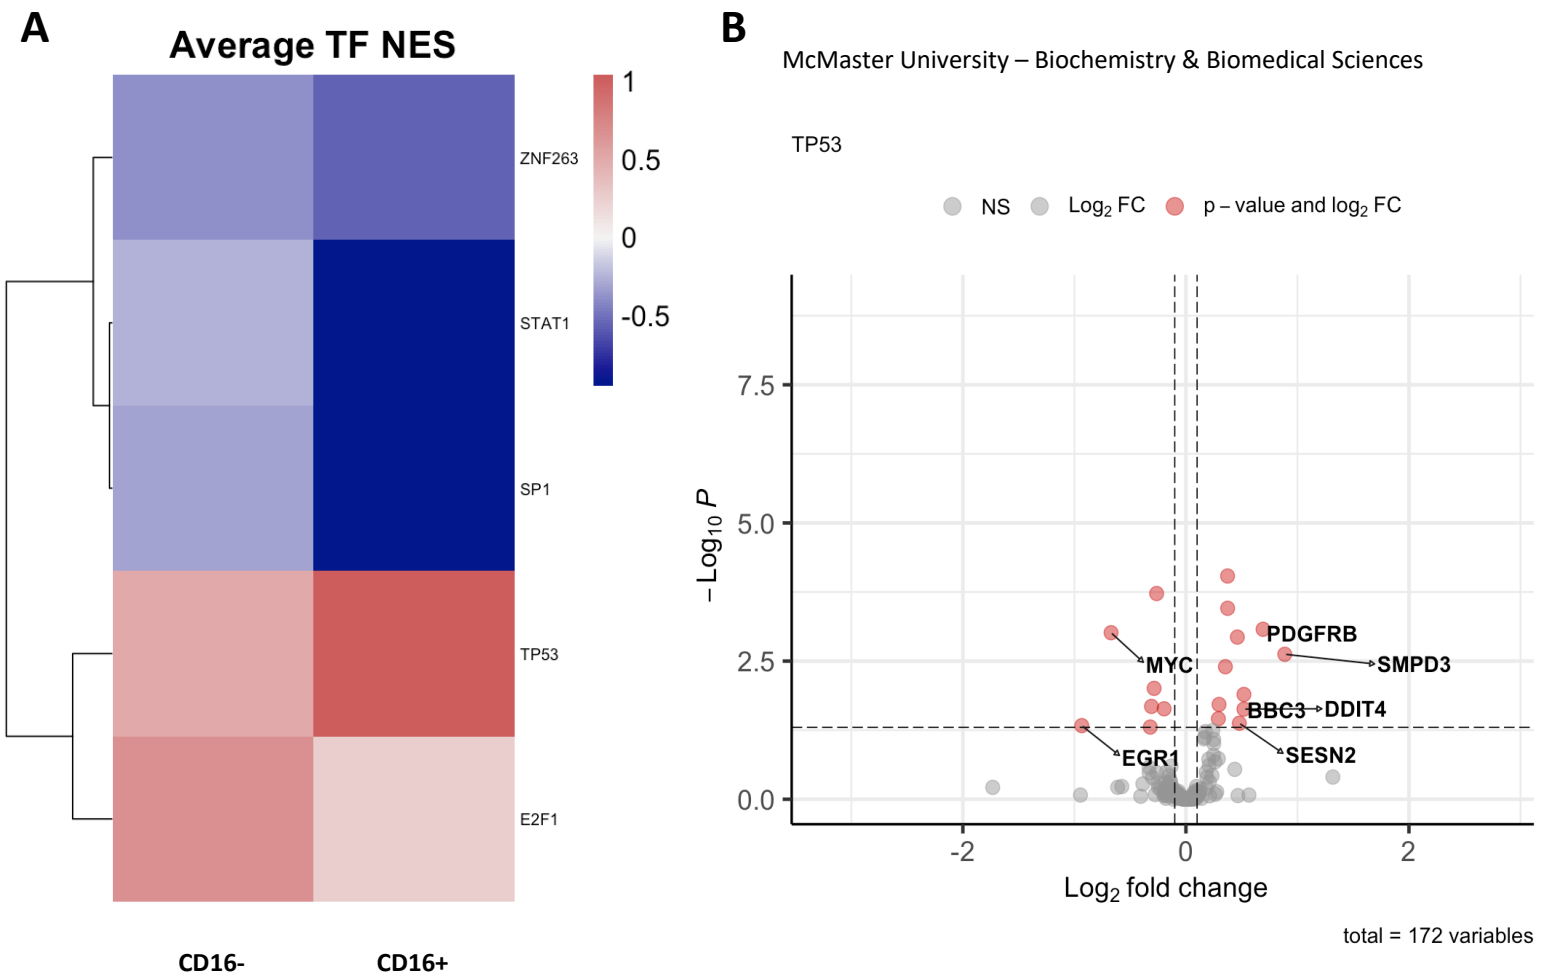 A
Average TF NES
1
0.5
0
-0.5
ZNF263
STAT1
SP1
TP53
E2F1
CD16-
CD16+
B
McMaster University – Biochemistry & Biomedical Sciences
TP53
NS
Log₂ FC
p – value and log₂ FC
–Log₁₀ P
7.5
5.0
2.5
0.0
PDGFRB
MYC
SMPD3
BBC3
DDIT4
EGR1
SESN2
-2
0
2
Log₂ fold change
total = 172 variables